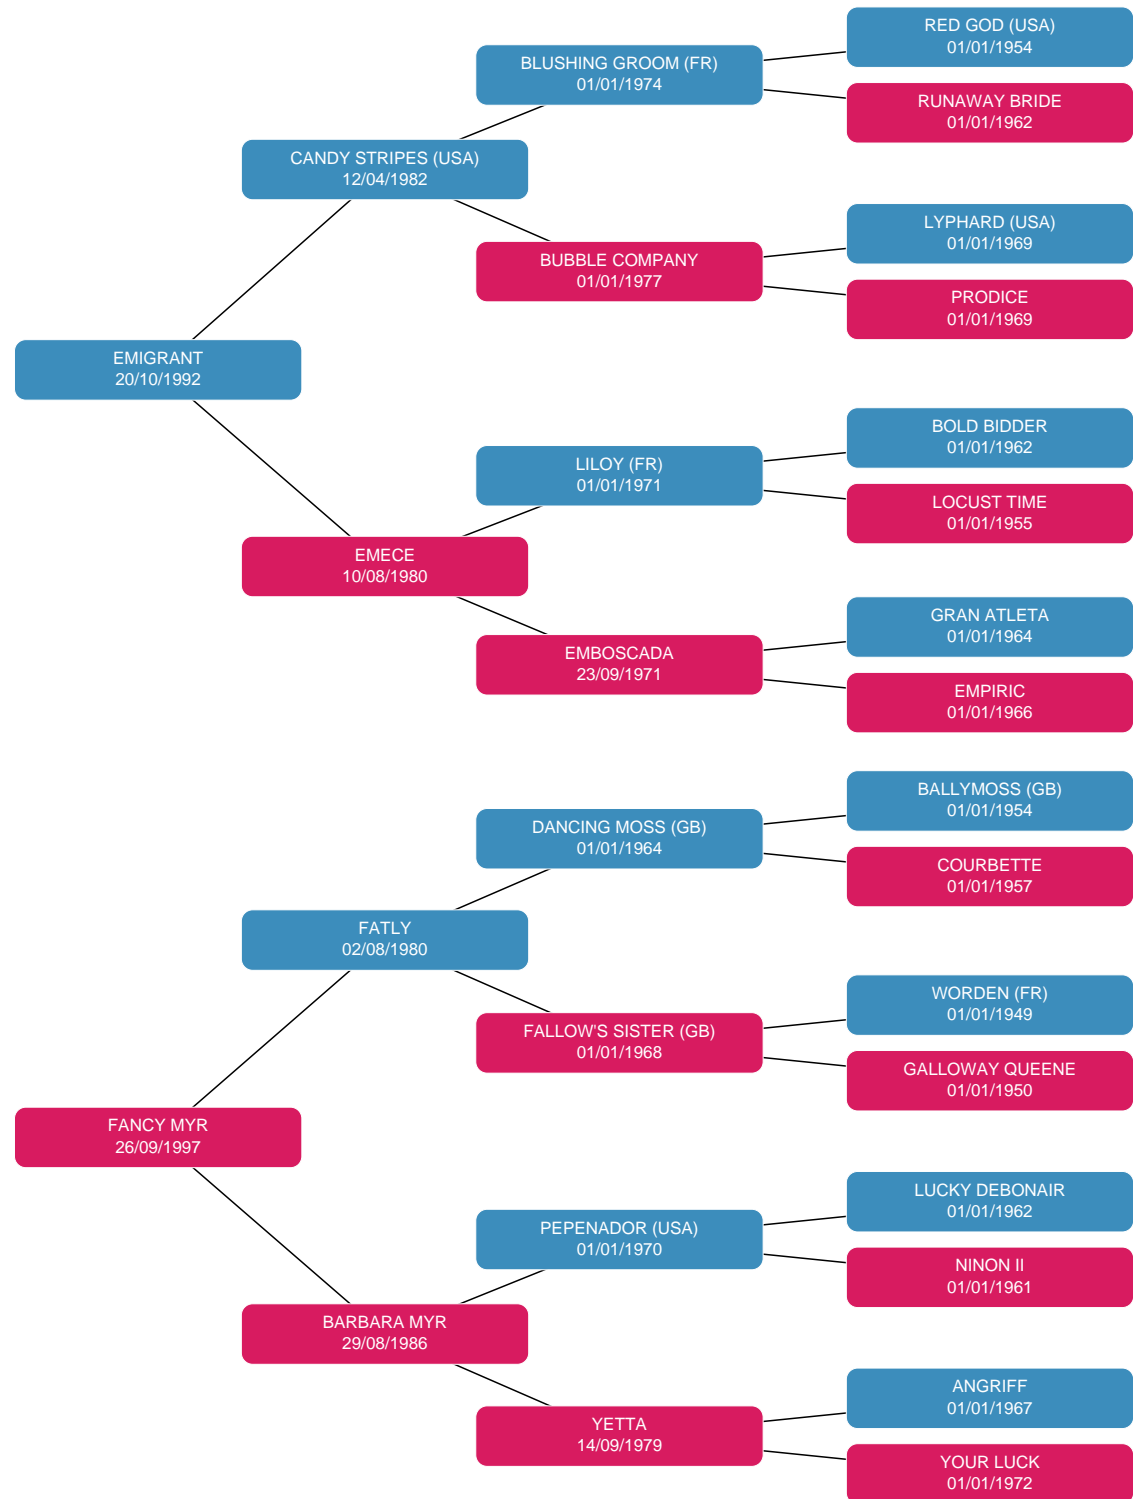 RED GOD (USA)
01/01/1954
BLUSHING GROOM (FR)
01/01/1974
RUNAWAY BRIDE
01/01/1962
CANDY STRIPES (USA)
12/04/1982
LYPHARD (USA)
01/01/1969
BUBBLE COMPANY
01/01/1977
PRODICE
01/01/1969
EMIGRANT
20/10/1992
BOLD BIDDER
01/01/1962
LILOY (FR)
01/01/1971
LOCUST TIME
01/01/1955
EMECE
10/08/1980
GRAN ATLETA
01/01/1964
EMBOSCADA
23/09/1971
EMPIRIC
01/01/1966
BALLYMOSS (GB)
01/01/1954
DANCING MOSS (GB)
01/01/1964
COURBETTE
01/01/1957
FATLY
02/08/1980
WORDEN (FR)
01/01/1949
FALLOW'S SISTER (GB)
01/01/1968
GALLOWAY QUEENE
01/01/1950
FANCY MYR
26/09/1997
LUCKY DEBONAIR
01/01/1962
PEPENADOR (USA)
01/01/1970
NINON II
01/01/1961
BARBARA MYR
29/08/1986
ANGRIFF
01/01/1967
YETTA
14/09/1979
YOUR LUCK
01/01/1972